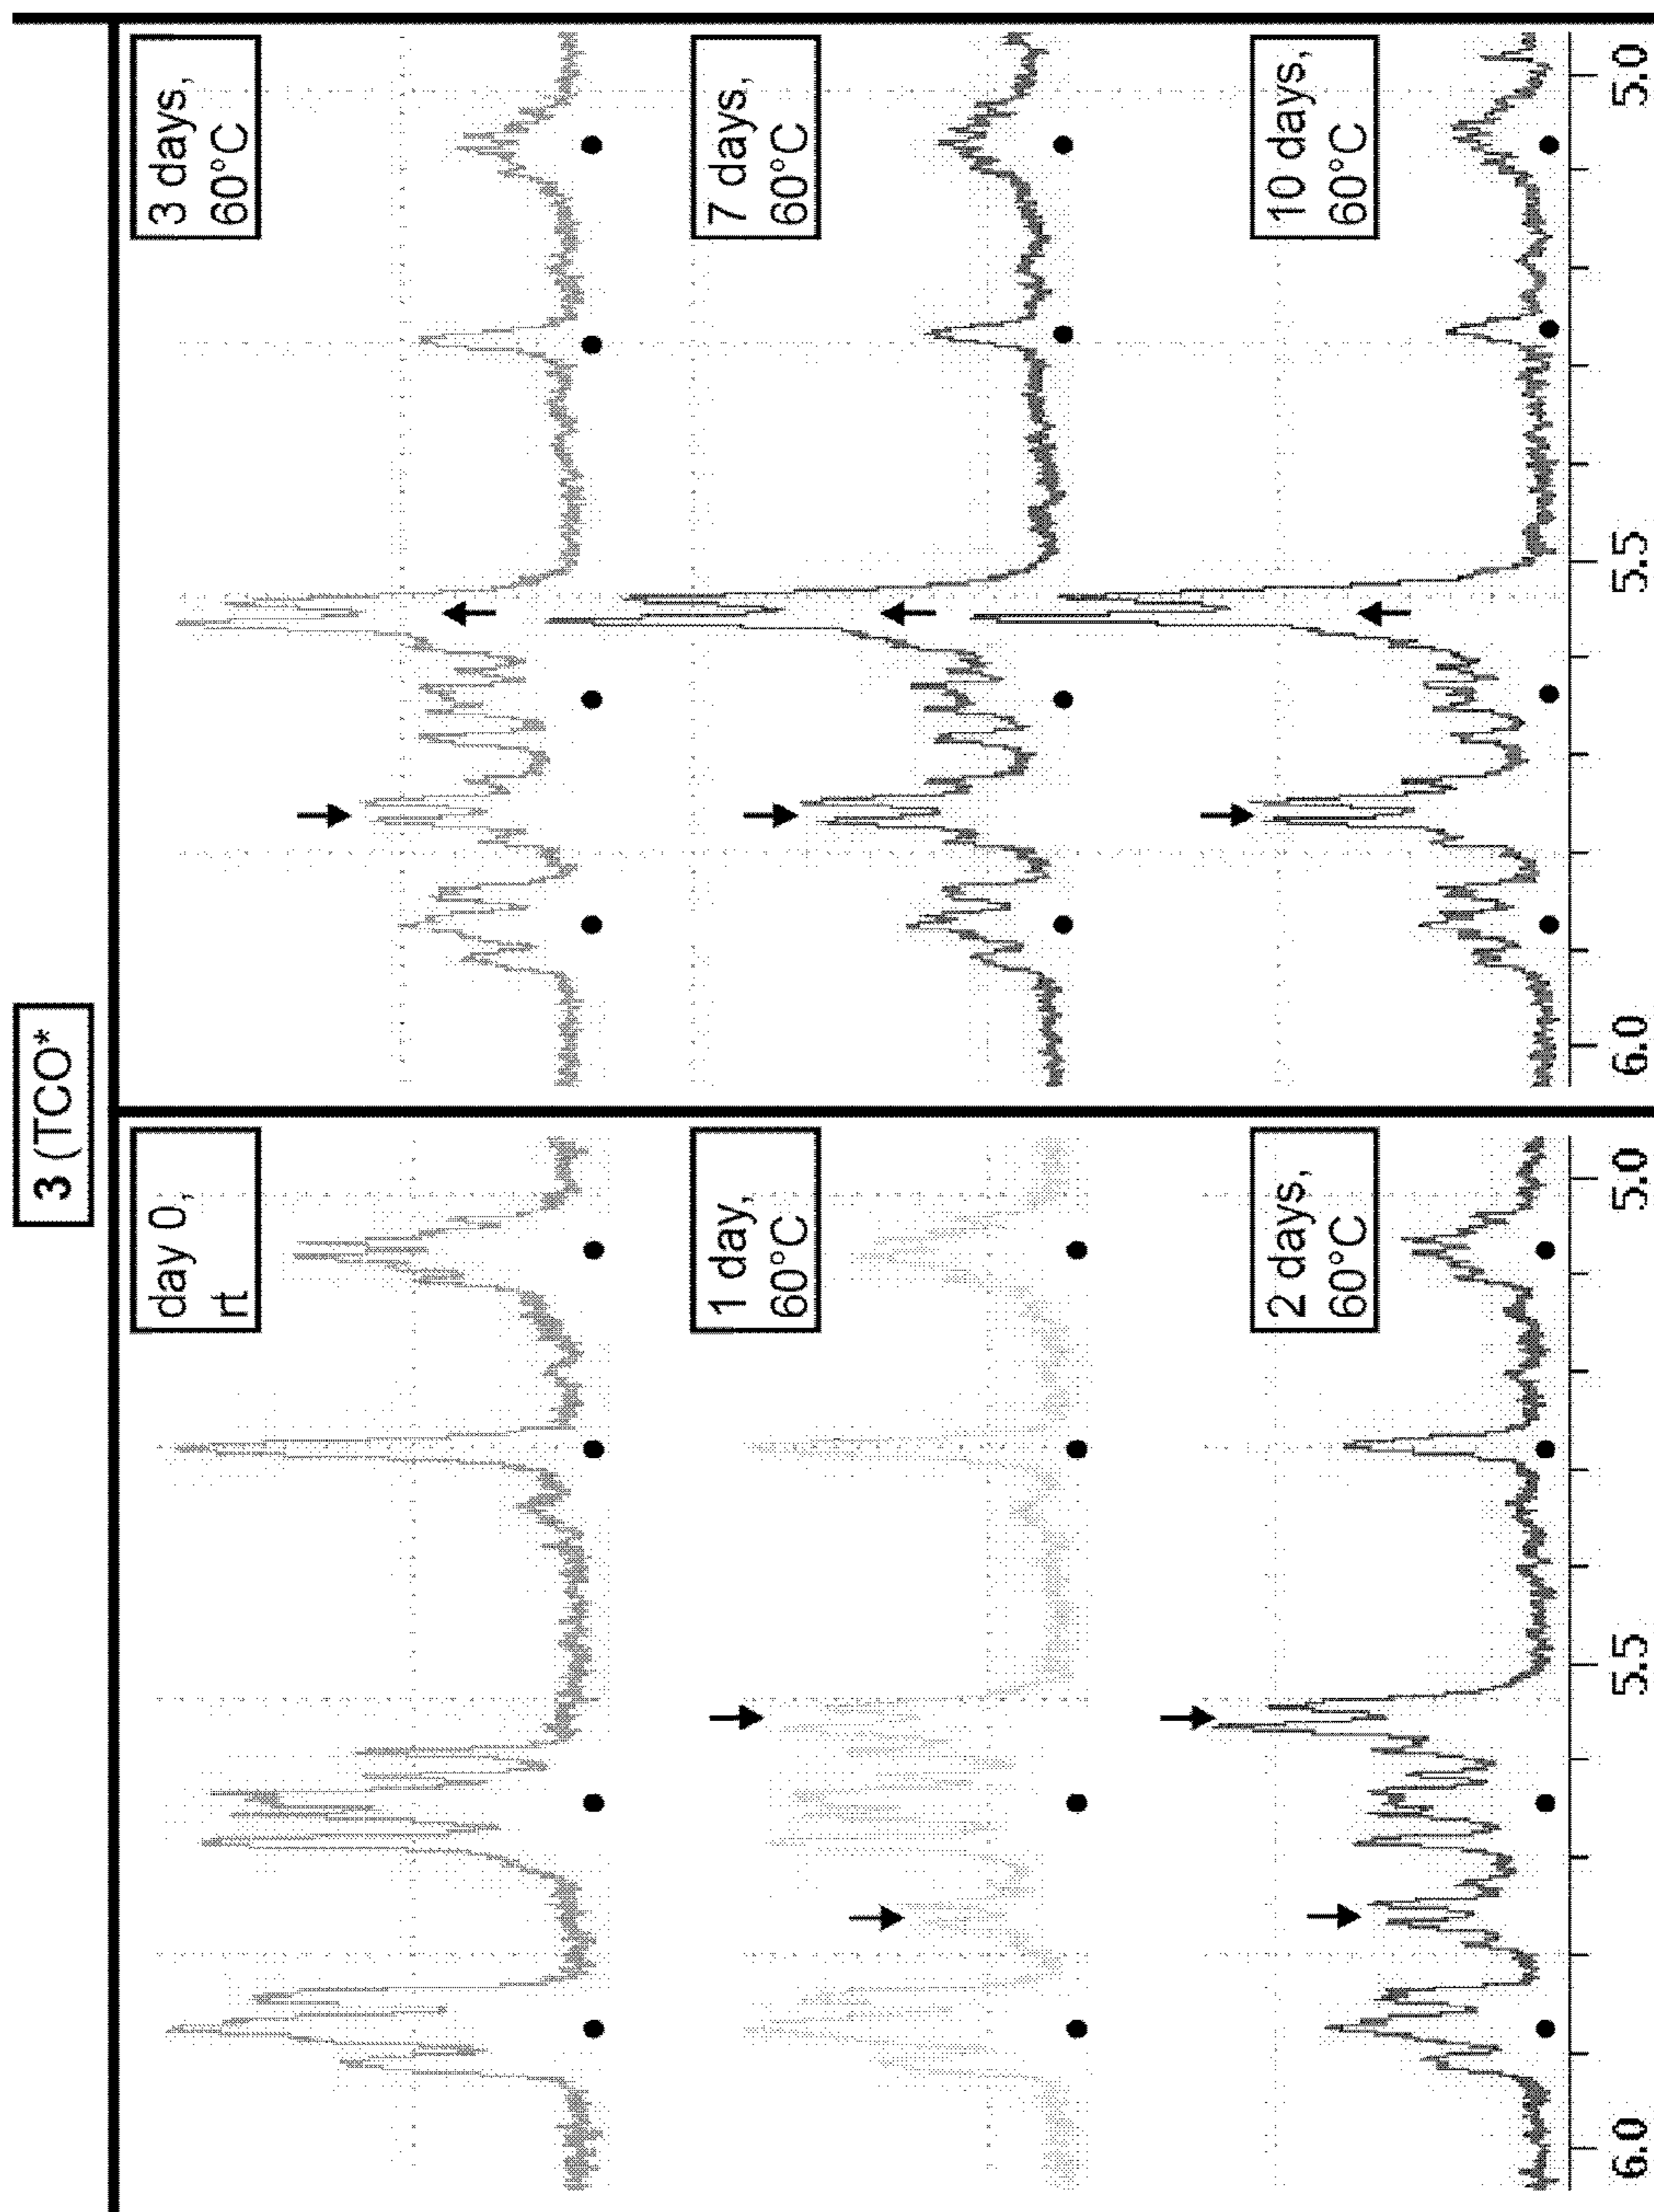 3 (TCO*
day 0,
rt
1 day,
60°C
2 days,
60°C
6.0 5.5 5.0
3 days,
60°C
7 days,
60°C
10 days,
60°C
6.0 5.5 5.0